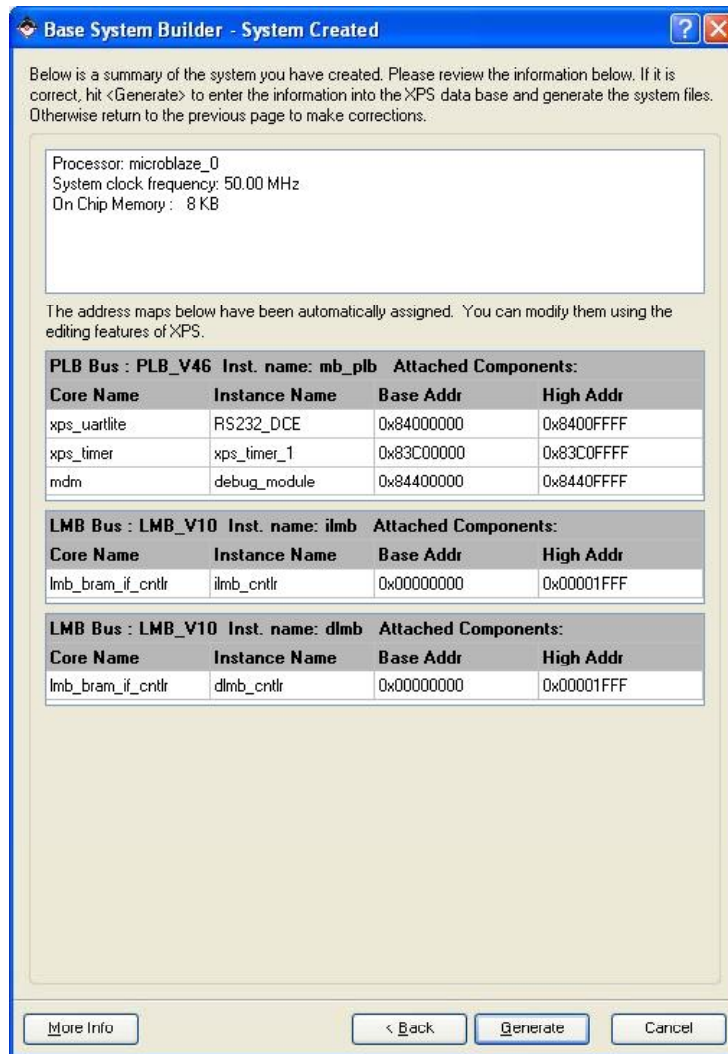 Base System Builder - System Created
Below is a summary of the system you have created. Please review the information below. If it is
correct, hit <Generate> to enter the information into the XPS data base and generate the system files.
Otherwise return to the previous page to make corrections.
Processor: microblaze_0
System clock frequency: 50.00 MHz
On Chip Memory : 8 KB
The address maps below have been automatically assigned. You can modify them using the
editing features of XPS.
PLB Bus : PLB_V46 Inst. name: mb_plb Attached Components:
Core Name Instance Name Base Addr High Addr
xps_uartlite RS232_DCE 0x84000000 0x8400FFFF
xps_timer xps_timer_1 0x83C00000 0x83C0FFFF
mdm debug_module 0x84400000 0x8440FFFF
LMB Bus : LMB_V10 Inst. name: ilmb Attached Components:
Core Name Instance Name Base Addr High Addr
lmb_bram_if_cntlr ilmb_cntlr 0x00000000 0x00001FFF
LMB Bus : LMB_V10 Inst. name: dlmb Attached Components:
Core Name Instance Name Base Addr High Addr
lmb_bram_if_cntlr dlmb_cntlr 0x00000000 0x00001FFF
More Info < Back Generate Cancel